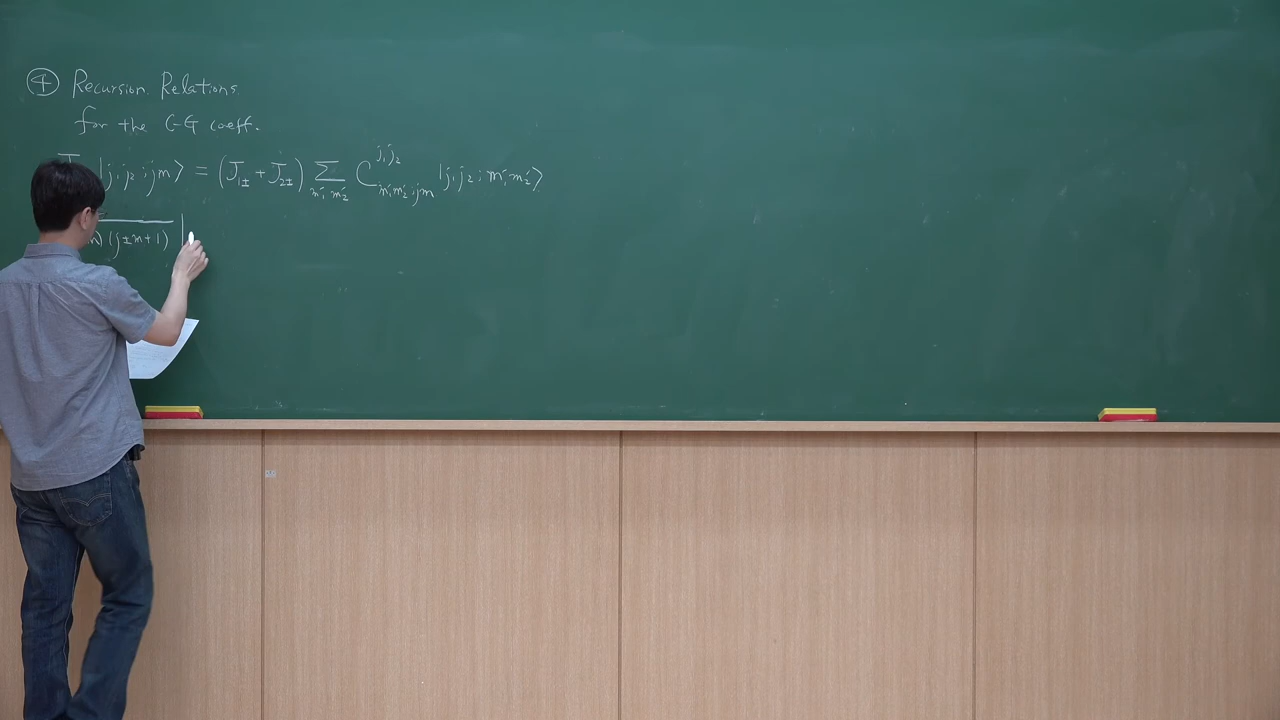 ④ Recursion Relations
for the C-G coeff.
|j₁j₂;jm⟩ = (J₁± + J₂±) ∑_{m₁′ m₂′} C^{j₁j₂}_{m₁′m₂′;jm} |j₁j₂; m₁′m₂′⟩
(j±m+1) |